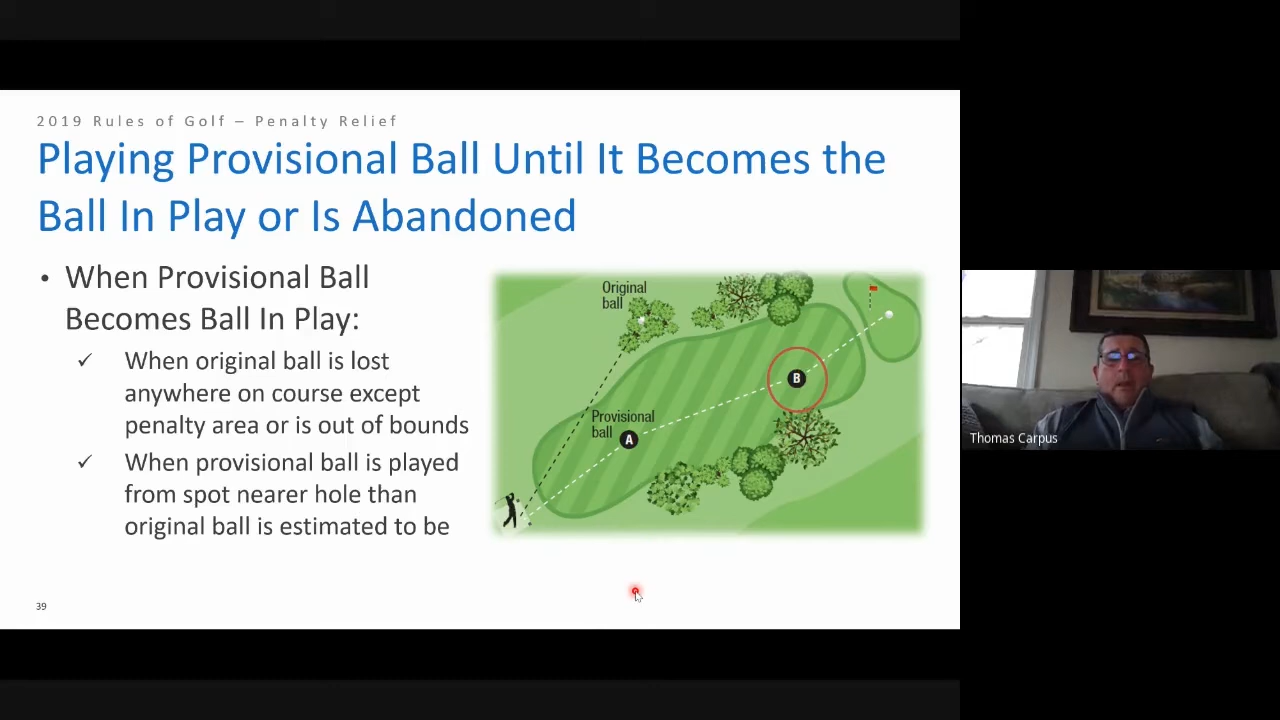 2019 Rules of Golf – Penalty Relief
Playing Provisional Ball Until It Becomes the
Ball In Play or Is Abandoned
• When Provisional Ball
Becomes Ball In Play:
✓ When original ball is lost
anywhere on course except
penalty area or is out of bounds
✓ When provisional ball is played
from spot nearer hole than
original ball is estimated to be
Original
ball
Provisional
ball
A
B
39
Thomas Carpus